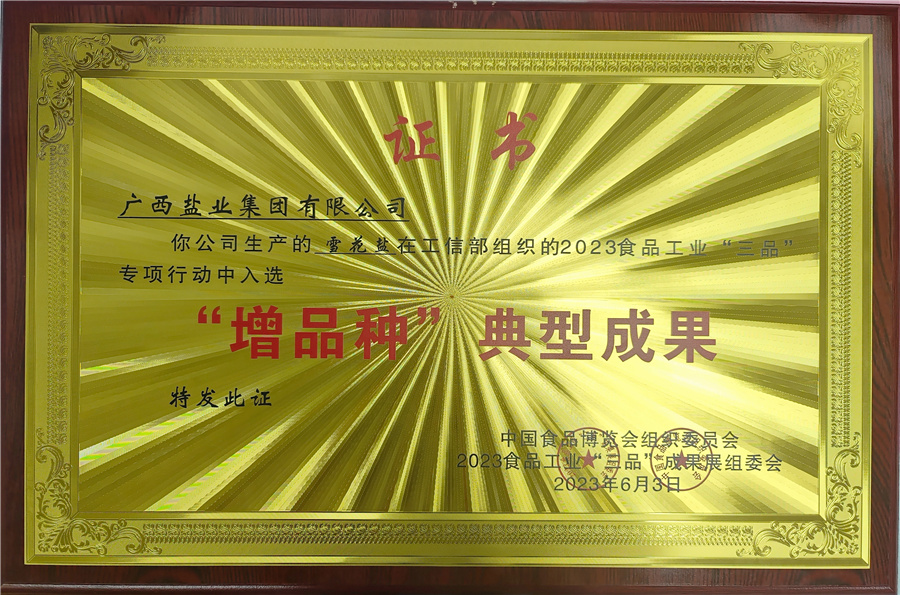 证 书
广西盐业集团有限公司
你公司生产的 雪花盐 在工信部组织的2023食品工业“三品”
专项行动中入选
“增品种”典型成果
特发此证
中国食品博览会组织委员会
2023食品工业“三品”成果展组委会
2023年6月3日